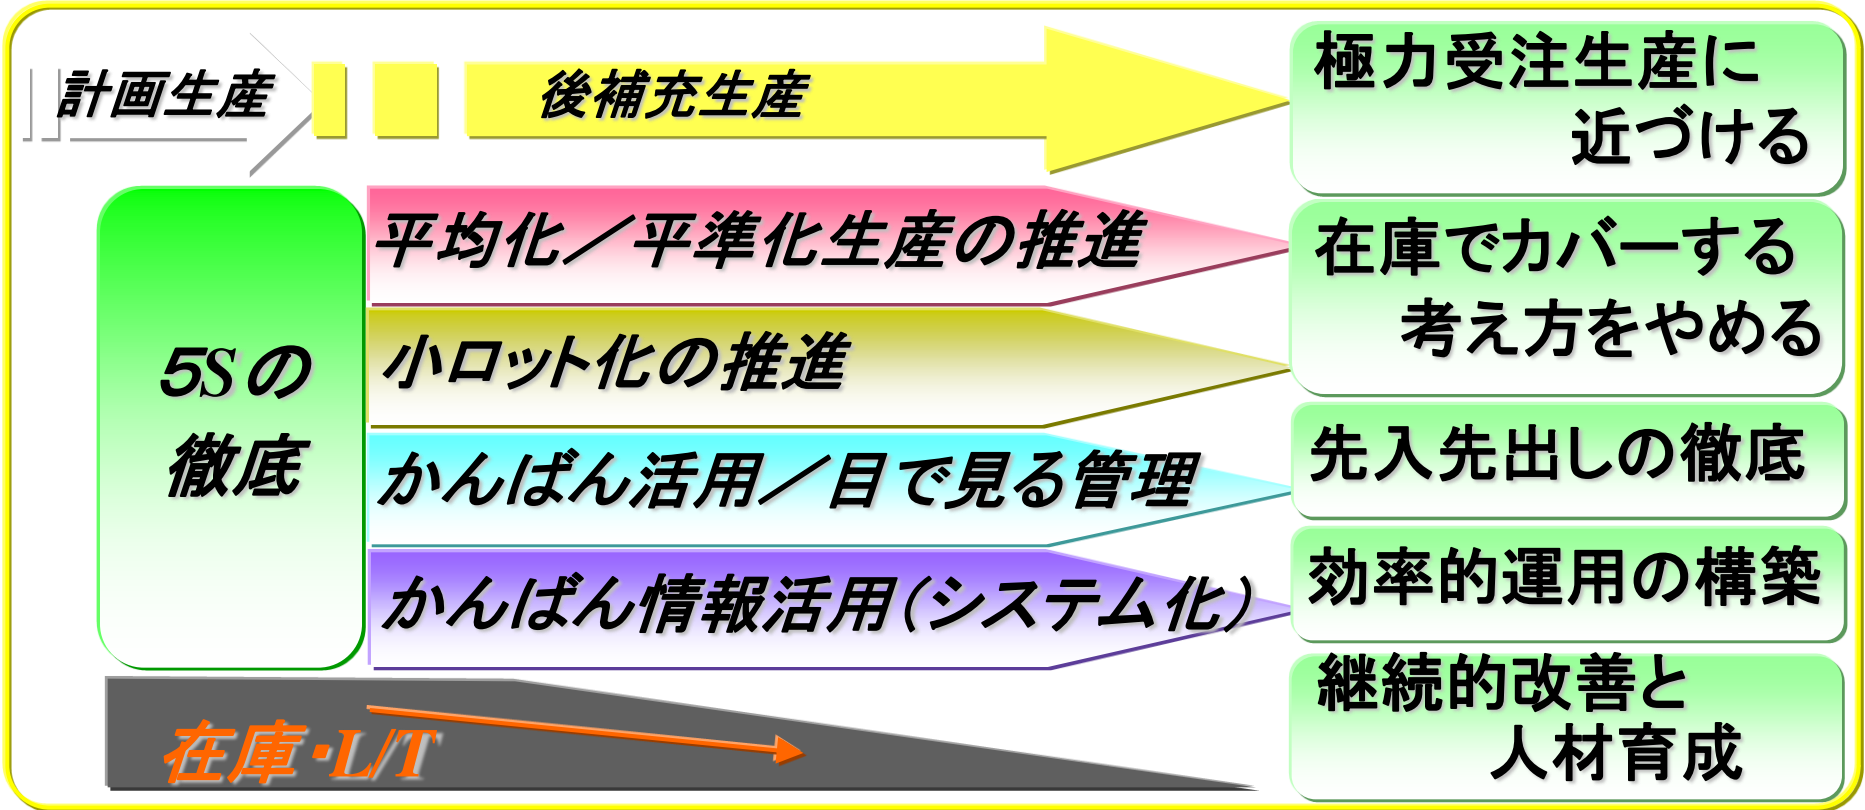 計画生産
後補充生産
極力受注生産に
近づける
5Sの
徹底
平均化／平準化生産の推進
小ロット化の推進
かんばん活用／目で見る管理
かんばん情報活用（システム化）
在庫でカバーする
考え方をやめる
先入先出しの徹底
効率的運用の構築
継続的改善と
人材育成
在庫・L/T